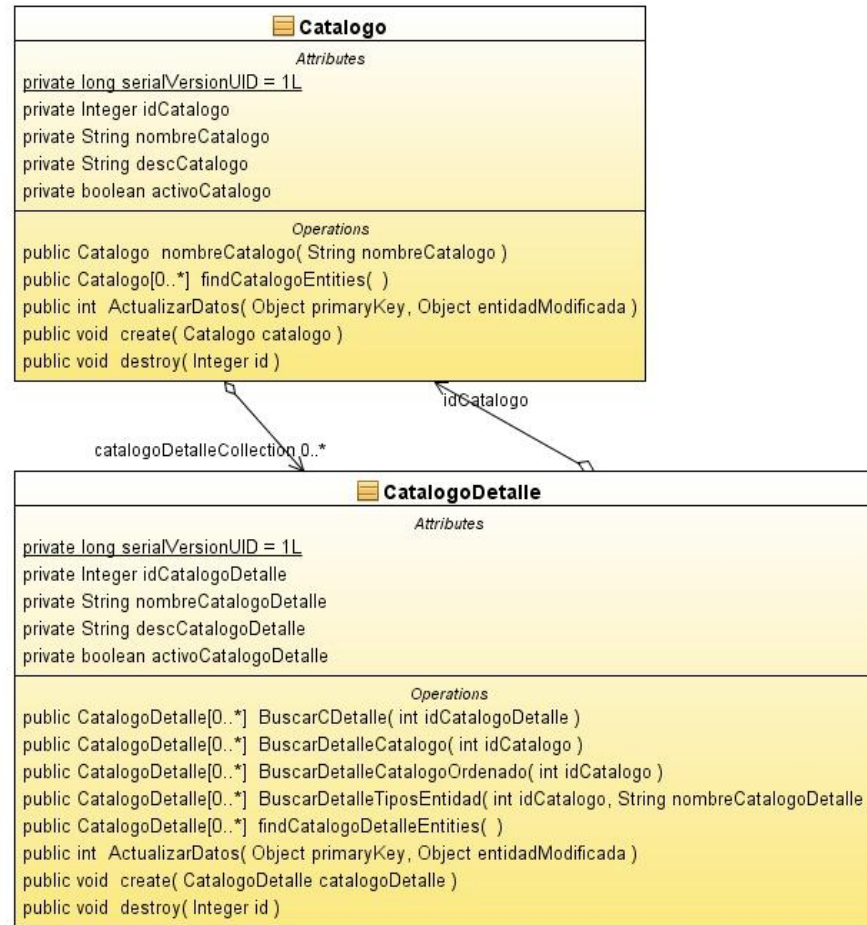 Catalogo
Attributes
private long serialVersionUID = 1L
private Integer idCatalogo
private String nombreCatalogo
private String descCatalogo
private boolean activoCatalogo
Operations
public Catalogo nombreCatalogo( String nombreCatalogo )
public Catalogo[0..*] findCatalogoEntities( )
public int ActualizarDatos( Object primaryKey, Object entidadModificada )
public void create( Catalogo catalogo )
public void destroy( Integer id )
idCatalogo
catalogoDetalleCollection 0..*
CatalogoDetalle
Attributes
private long serialVersionUID = 1L
private Integer idCatalogoDetalle
private String nombreCatalogoDetalle
private String descCatalogoDetalle
private boolean activoCatalogoDetalle
Operations
public CatalogoDetalle[0..*] BuscarCDetalle( int idCatalogoDetalle )
public CatalogoDetalle[0..*] BuscarDetalleCatalogo( int idCatalogo )
public CatalogoDetalle[0..*] BuscarDetalleCatalogoOrdenado( int idCatalogo )
public CatalogoDetalle[0..*] BuscarDetalleTiposEntidad( int idCatalogo, String nombreCatalogoDetalle
public CatalogoDetalle[0..*] findCatalogoDetalleEntities( )
public int ActualizarDatos( Object primaryKey, Object entidadModificada )
public void create( CatalogoDetalle catalogoDetalle )
public void destroy( Integer id )